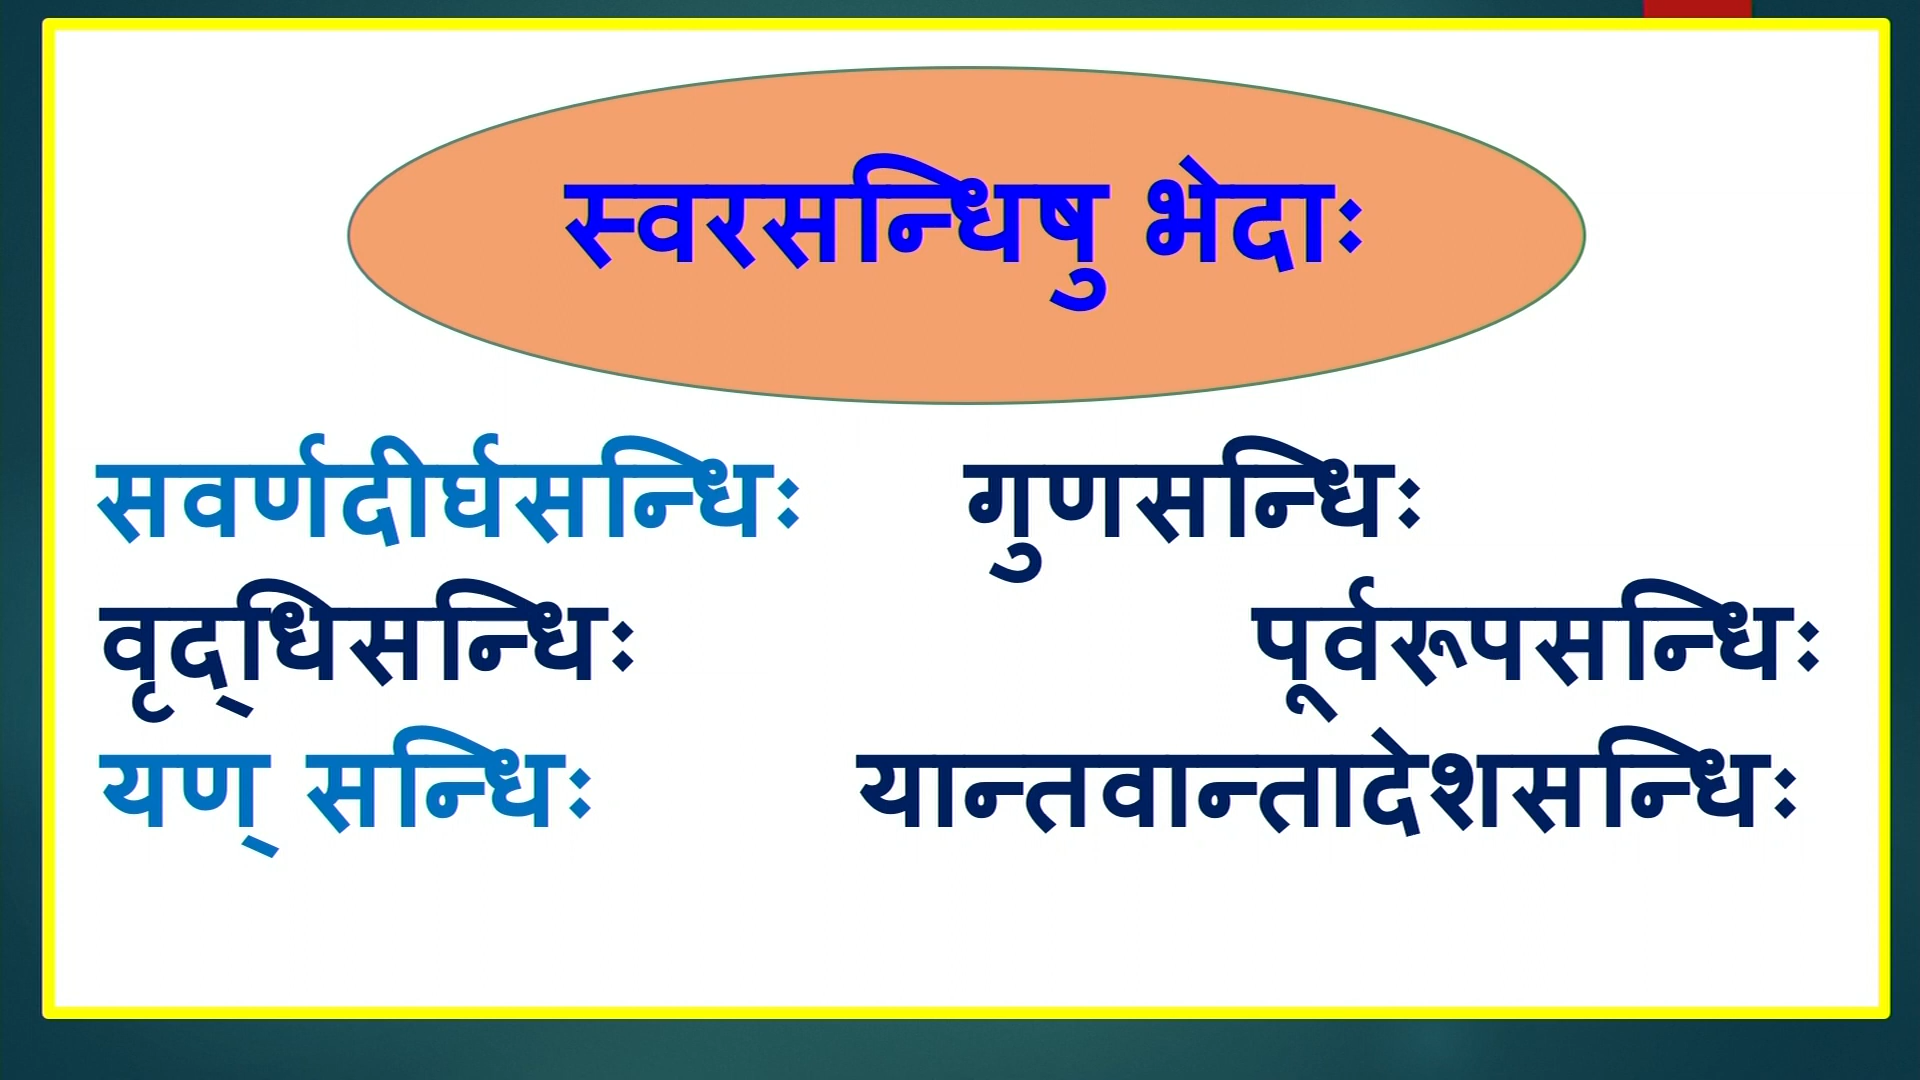 स्वरसन्धिषु भेदाः
सवर्णदीर्घसन्धिः गुणसन्धिः
वृद्‌धिसन्धिः पूर्वरूपसन्धिः
यण् सन्धिः यान्तवान्तादेशसन्धिः